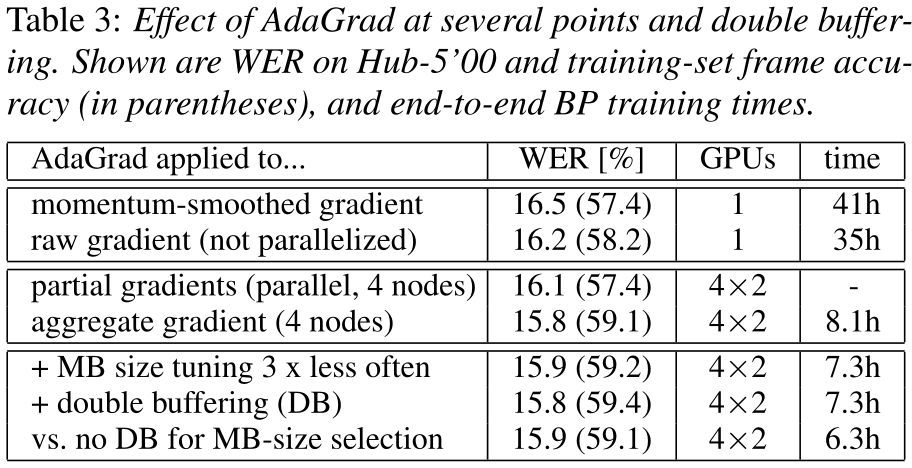 Table 3: Effect of AdaGrad at several points and double buffer-
ing. Shown are WER on Hub-5'00 and training-set frame accu-
racy (in parentheses), and end-to-end BP training times.
AdaGrad applied to... WER [%] GPUs time
momentum-smoothed gradient 16.5 (57.4) 1 41h
raw gradient (not parallelized) 16.2 (58.2) 1 35h
partial gradients (parallel, 4 nodes) 16.1 (57.4) 4×2 -
aggregate gradient (4 nodes) 15.8 (59.1) 4×2 8.1h
+ MB size tuning 3 x less often 15.9 (59.2) 4×2 7.3h
+ double buffering (DB) 15.8 (59.4) 4×2 7.3h
vs. no DB for MB-size selection 15.9 (59.1) 4×2 6.3h